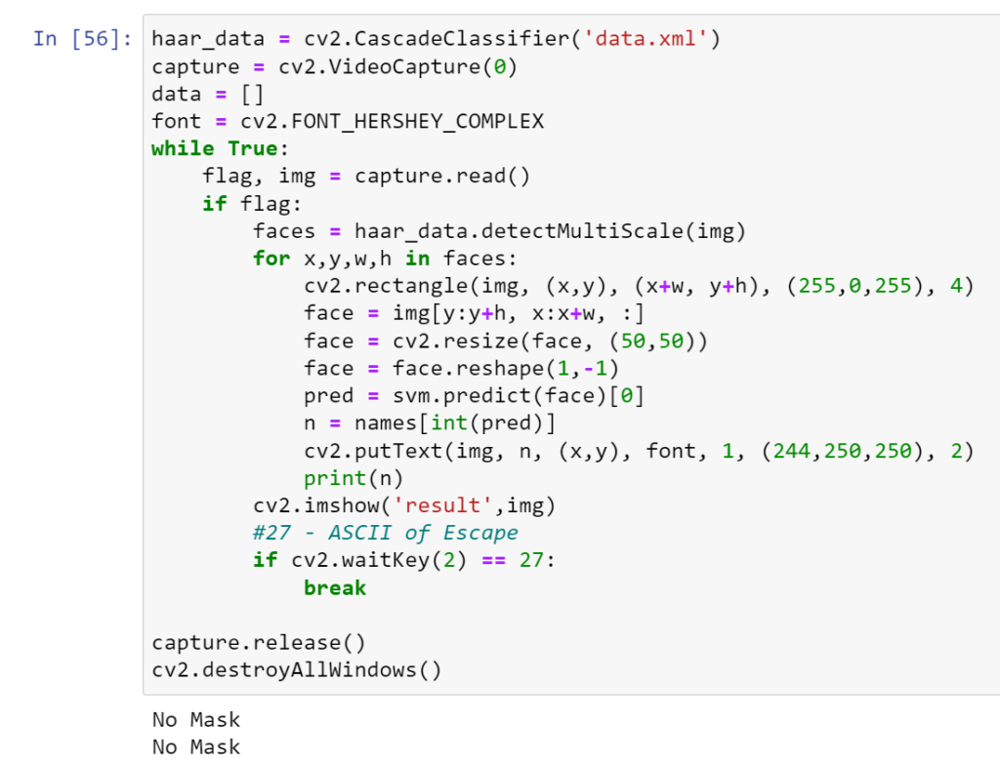 In [56]: haar_data = cv2.CascadeClassifier('data.xml')
capture = cv2.VideoCapture(0)
data = []
font = cv2.FONT_HERSHEY_COMPLEX
while True:
    flag, img = capture.read()
    if flag:
        faces = haar_data.detectMultiScale(img)
        for x,y,w,h in faces:
            cv2.rectangle(img, (x,y), (x+w, y+h), (255,0,255), 4)
            face = img[y:y+h, x:x+w, :]
            face = cv2.resize(face, (50,50))
            face = face.reshape(1,-1)
            pred = svm.predict(face)[0]
            n = names[int(pred)]
            cv2.putText(img, n, (x,y), font, 1, (244,250,250), 2)
            print(n)
        cv2.imshow('result',img)
        #27 - ASCII of Escape
        if cv2.waitKey(2) == 27:
            break

capture.release()
cv2.destroyAllWindows()
No Mask
No Mask